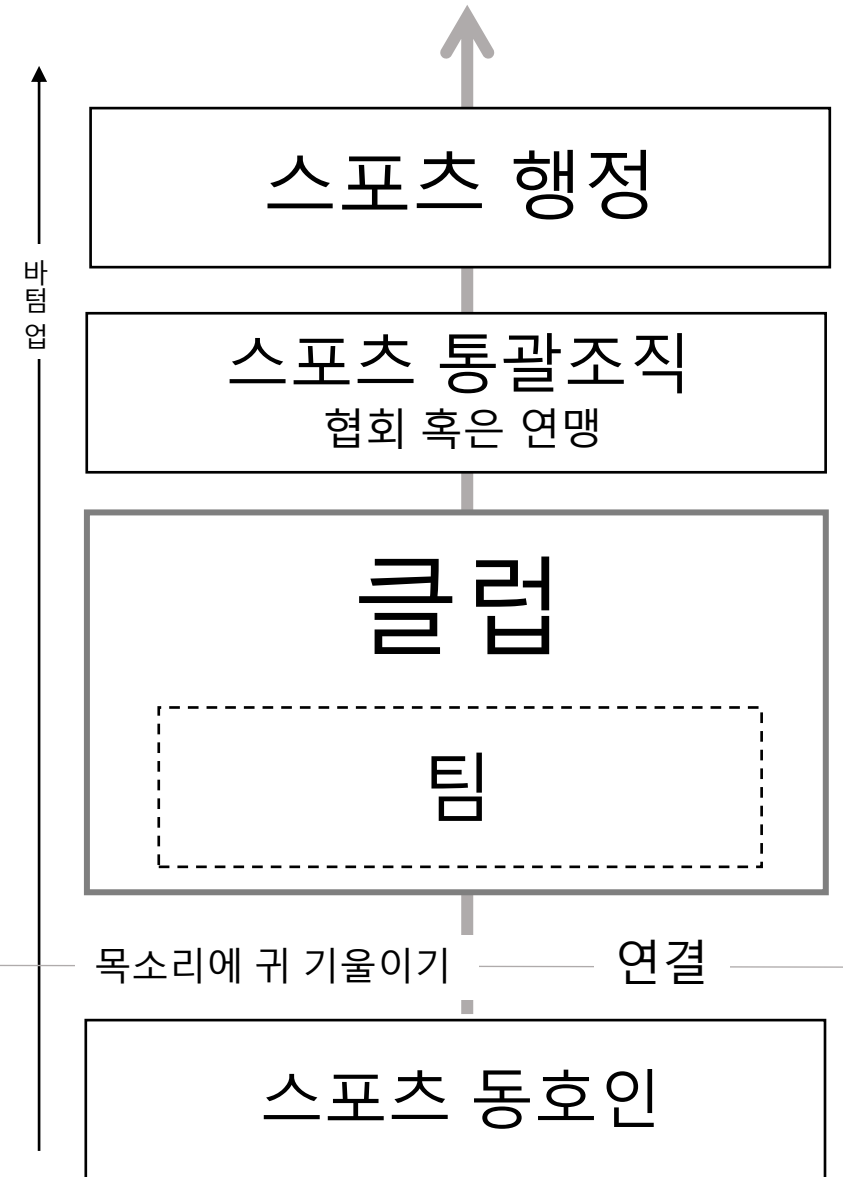 스포츠 행정
바텀 업
스포츠 통괄조직
협회 혹은 연맹
클럽
팀
목소리에 귀 기울이기
연결
스포츠 동호인